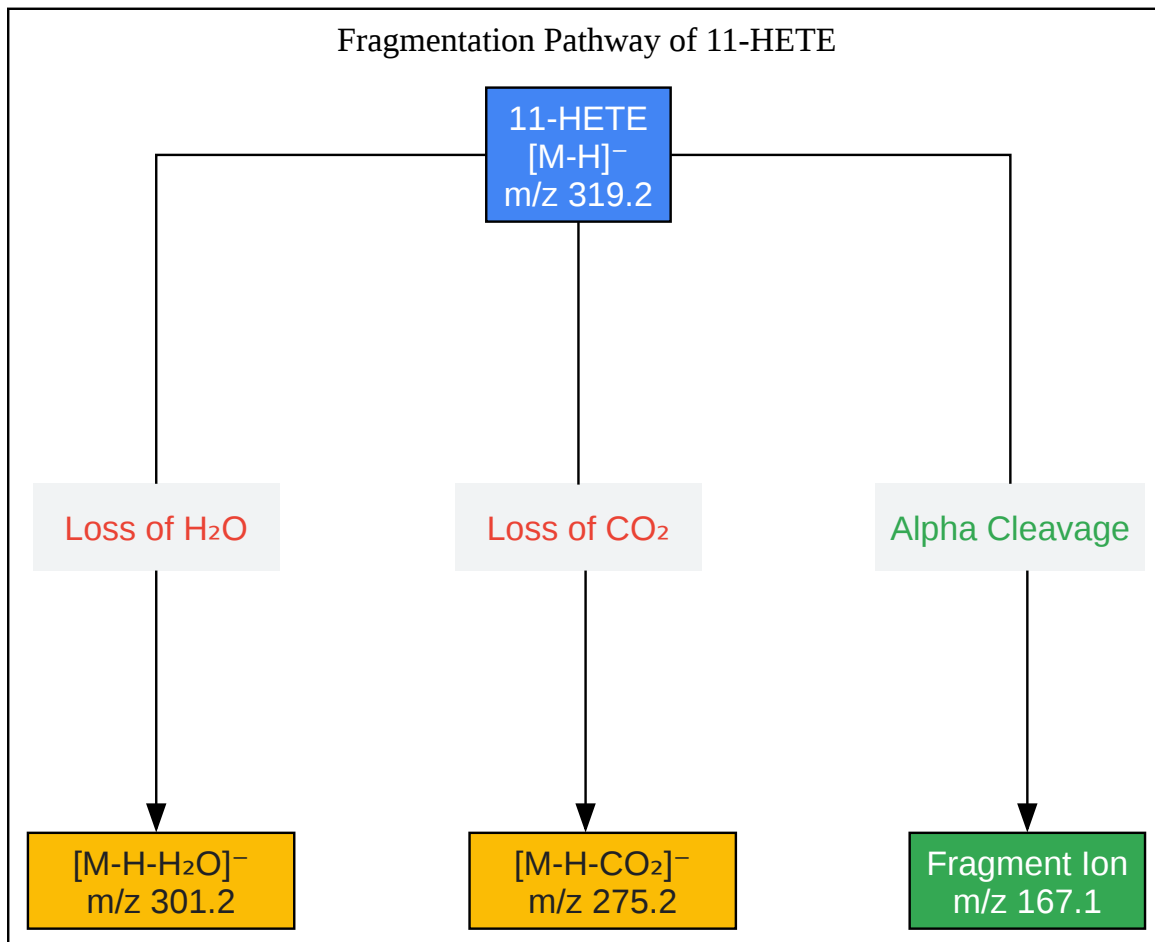 Fragmentation Pathway of 11-HETE
11-HETE
[M-H]⁻
m/z 319.2
Loss of H₂O
Loss of CO₂
Alpha Cleavage
[M-H-H₂O]⁻
m/z 301.2
[M-H-CO₂]⁻
m/z 275.2
Fragment Ion
m/z 167.1